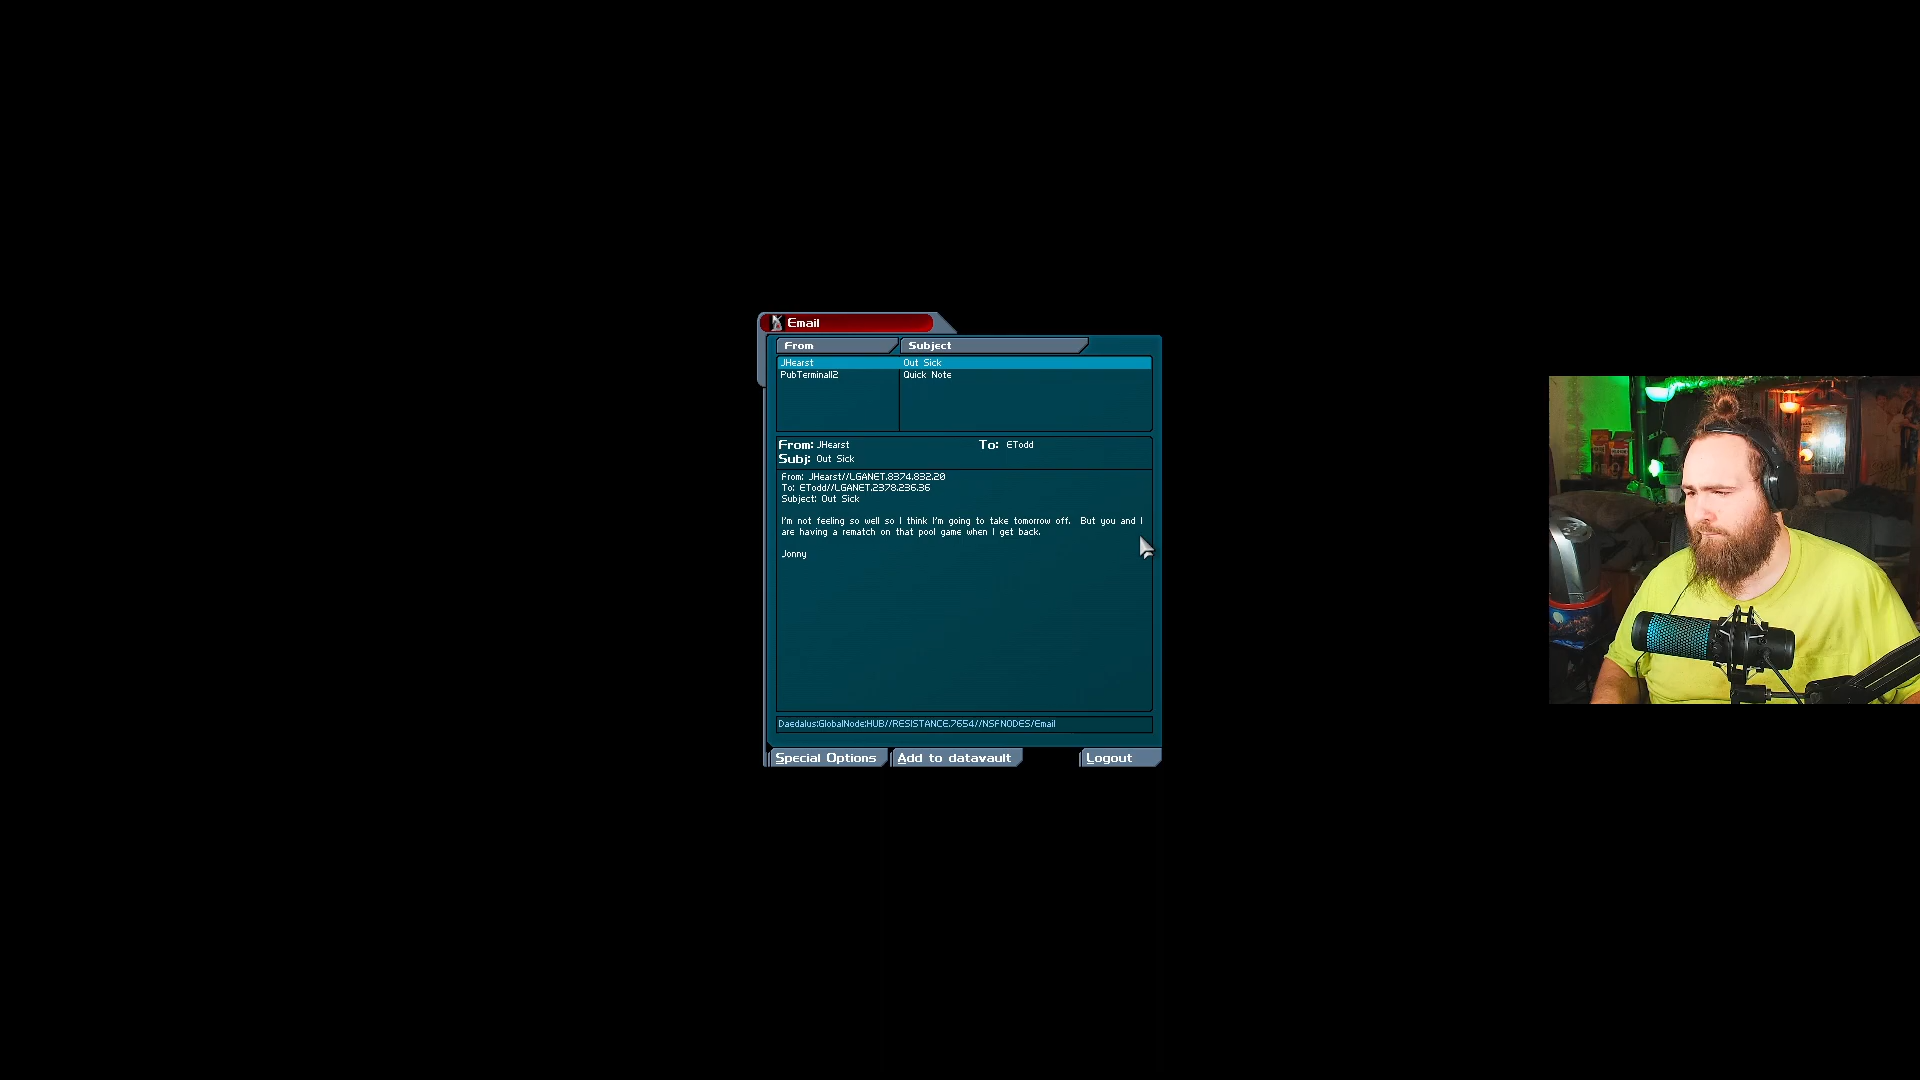 Email
From Subject
JHearst Out Sick
PubTerminal12 Quick Note
From: JHearst To: ETodd
Subj: Out Sick
From: JHearst//LGANET.8374.832.20
To: ETodd//LGANET.2378.236.36
Subject: Out Sick
I'm not feeling so well so I think I'm going to take tomorrow off. But you and I
are having a rematch on that pool game when I get back.
Jonny
Daedalus:GlobalNode:HUB//RESISTANCE.7654//NSFNODES/Email
Special Options Add to datavault Logout